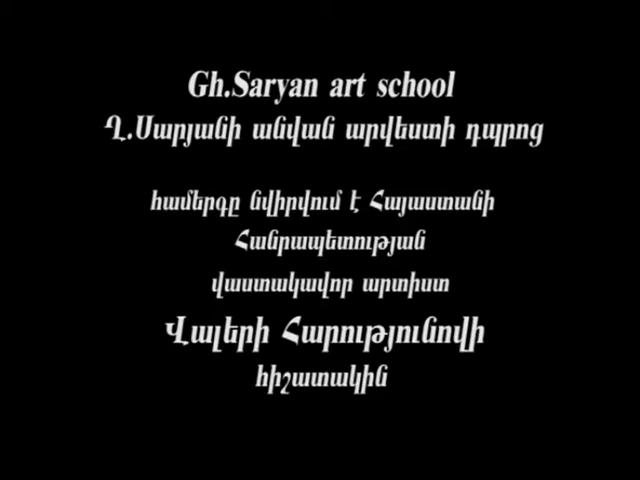 Gh.Saryan art school
Ղ.Սարյանի անվան արվեստի դպրոց
համերգը նվիրվում է Հայաստանի
Հանրապետության
վաստակավոր արտիստ
Վալերի Հարությունովի
հիշատակին